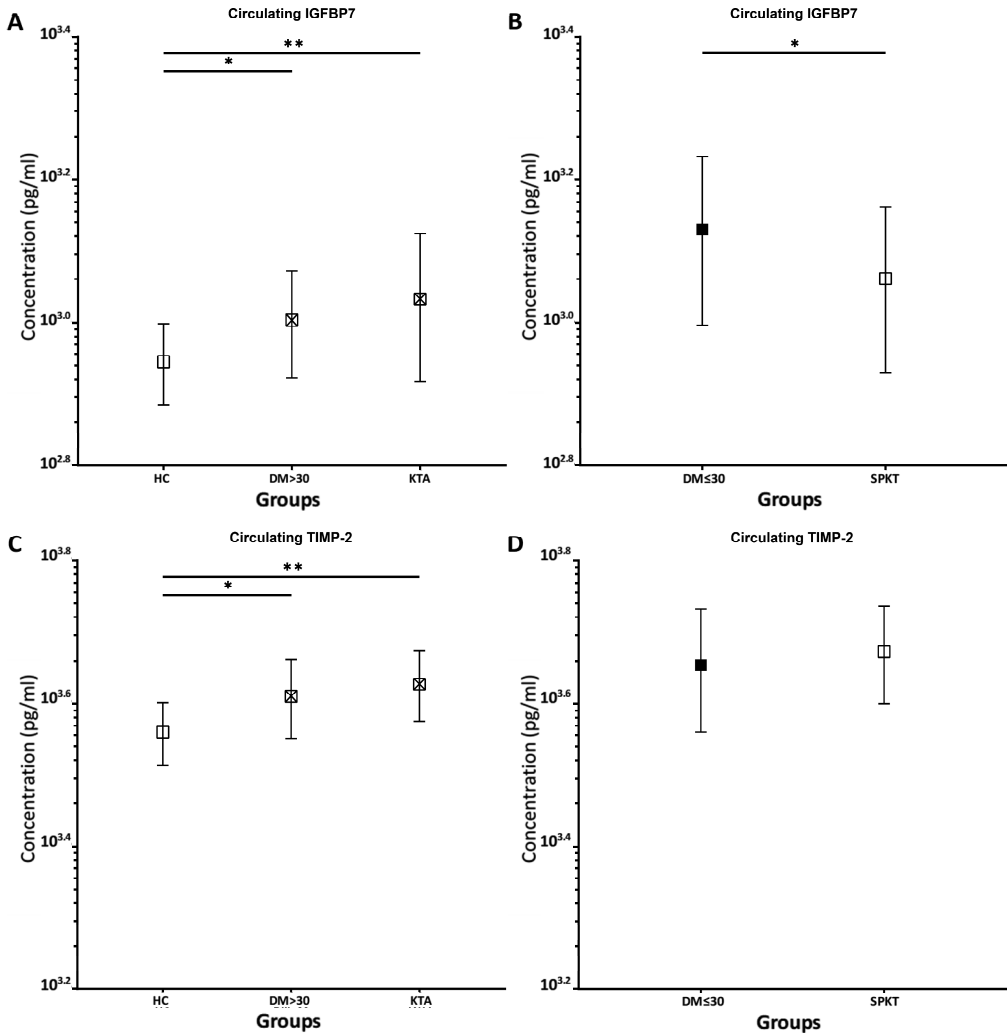 A
Circulating IGFBP7
10^3.4
**
*
10^3.2
10^3.0
10^2.8
Concentration (pg/ml)
HC DM>30 KTA
Groups
B
Circulating IGFBP7
10^3.4
*
10^3.2
10^3.0
10^2.8
Concentration (pg/ml)
DM≤30 SPKT
Groups
C
Circulating TIMP-2
10^3.8
**
*
10^3.6
10^3.4
10^3.2
Concentration (pg/ml)
HC DM>30 KTA
Groups
D
Circulating TIMP-2
10^3.8
10^3.6
10^3.4
10^3.2
Concentration (pg/ml)
DM≤30 SPKT
Groups